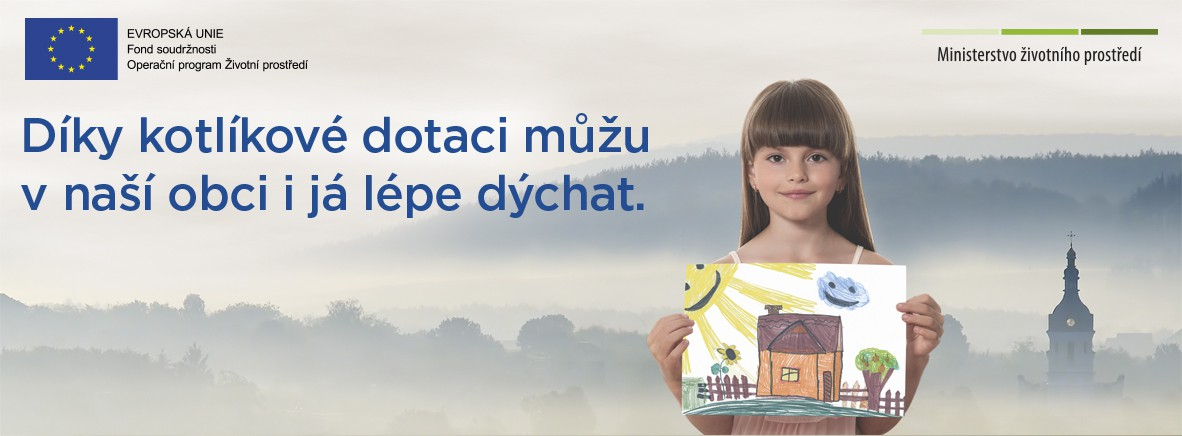 EVROPSKÁ UNIE
Fond soudržnosti
Operační program Životní prostředí
Ministerstvo životního prostředí
Díky kotlíkové dotaci můžu
v naší obci i já lépe dýchat.